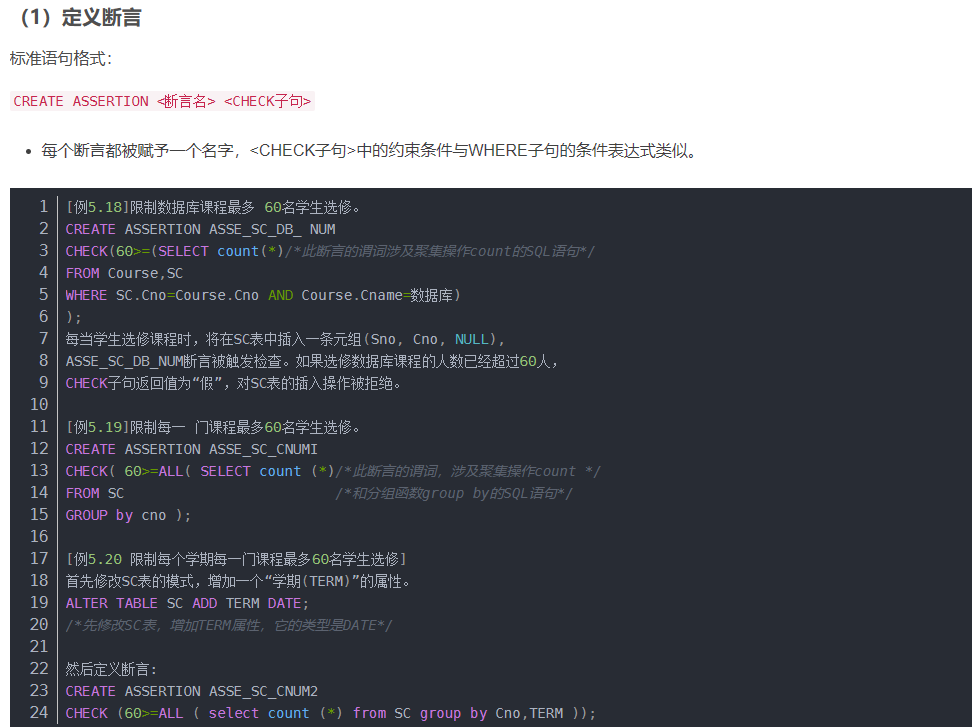 （1）定义断言
标准语句格式：
CREATE ASSERTION <断言名> <CHECK子句>
• 每个断言都被赋予一个名字，<CHECK子句>中的约束条件与WHERE子句的条件表达式类似。
1 [例5.18]限制数据库课程最多 60名学生选修。
2 CREATE ASSERTION ASSE_SC_DB_ NUM
3 CHECK(60>=(SELECT count(*)/*此断言的谓词涉及聚集操作count的SQL语句*/
4 FROM Course,SC
5 WHERE SC.Cno=Course.Cno AND Course.Cname=数据库)
6 );
7 每当学生选修课程时，将在SC表中插入一条元组(Sno, Cno, NULL),
8 ASSE_SC_DB_NUM断言被触发检查。如果选修数据库课程的人数已经超过60人，
9 CHECK子句返回值为“假”，对SC表的插入操作被拒绝。
10
11 [例5.19]限制每一 门课程最多60名学生选修。
12 CREATE ASSERTION ASSE_SC_CNUMI
13 CHECK( 60>=ALL( SELECT count (*)/*此断言的谓词，涉及聚集操作count */
14 FROM SC /*和分组函数group by的SQL语句*/
15 GROUP by cno );
16
17 [例5.20 限制每个学期每一门课程最多60名学生选修]
18 首先修改SC表的模式，增加一个“学期(TERM)”的属性。
19 ALTER TABLE SC ADD TERM DATE;
20 /*先修改SC表，增加TERM属性，它的类型是DATE*/
21
22 然后定义断言：
23 CREATE ASSERTION ASSE_SC_CNUM2
24 CHECK (60>=ALL ( select count (*) from SC group by Cno,TERM ));